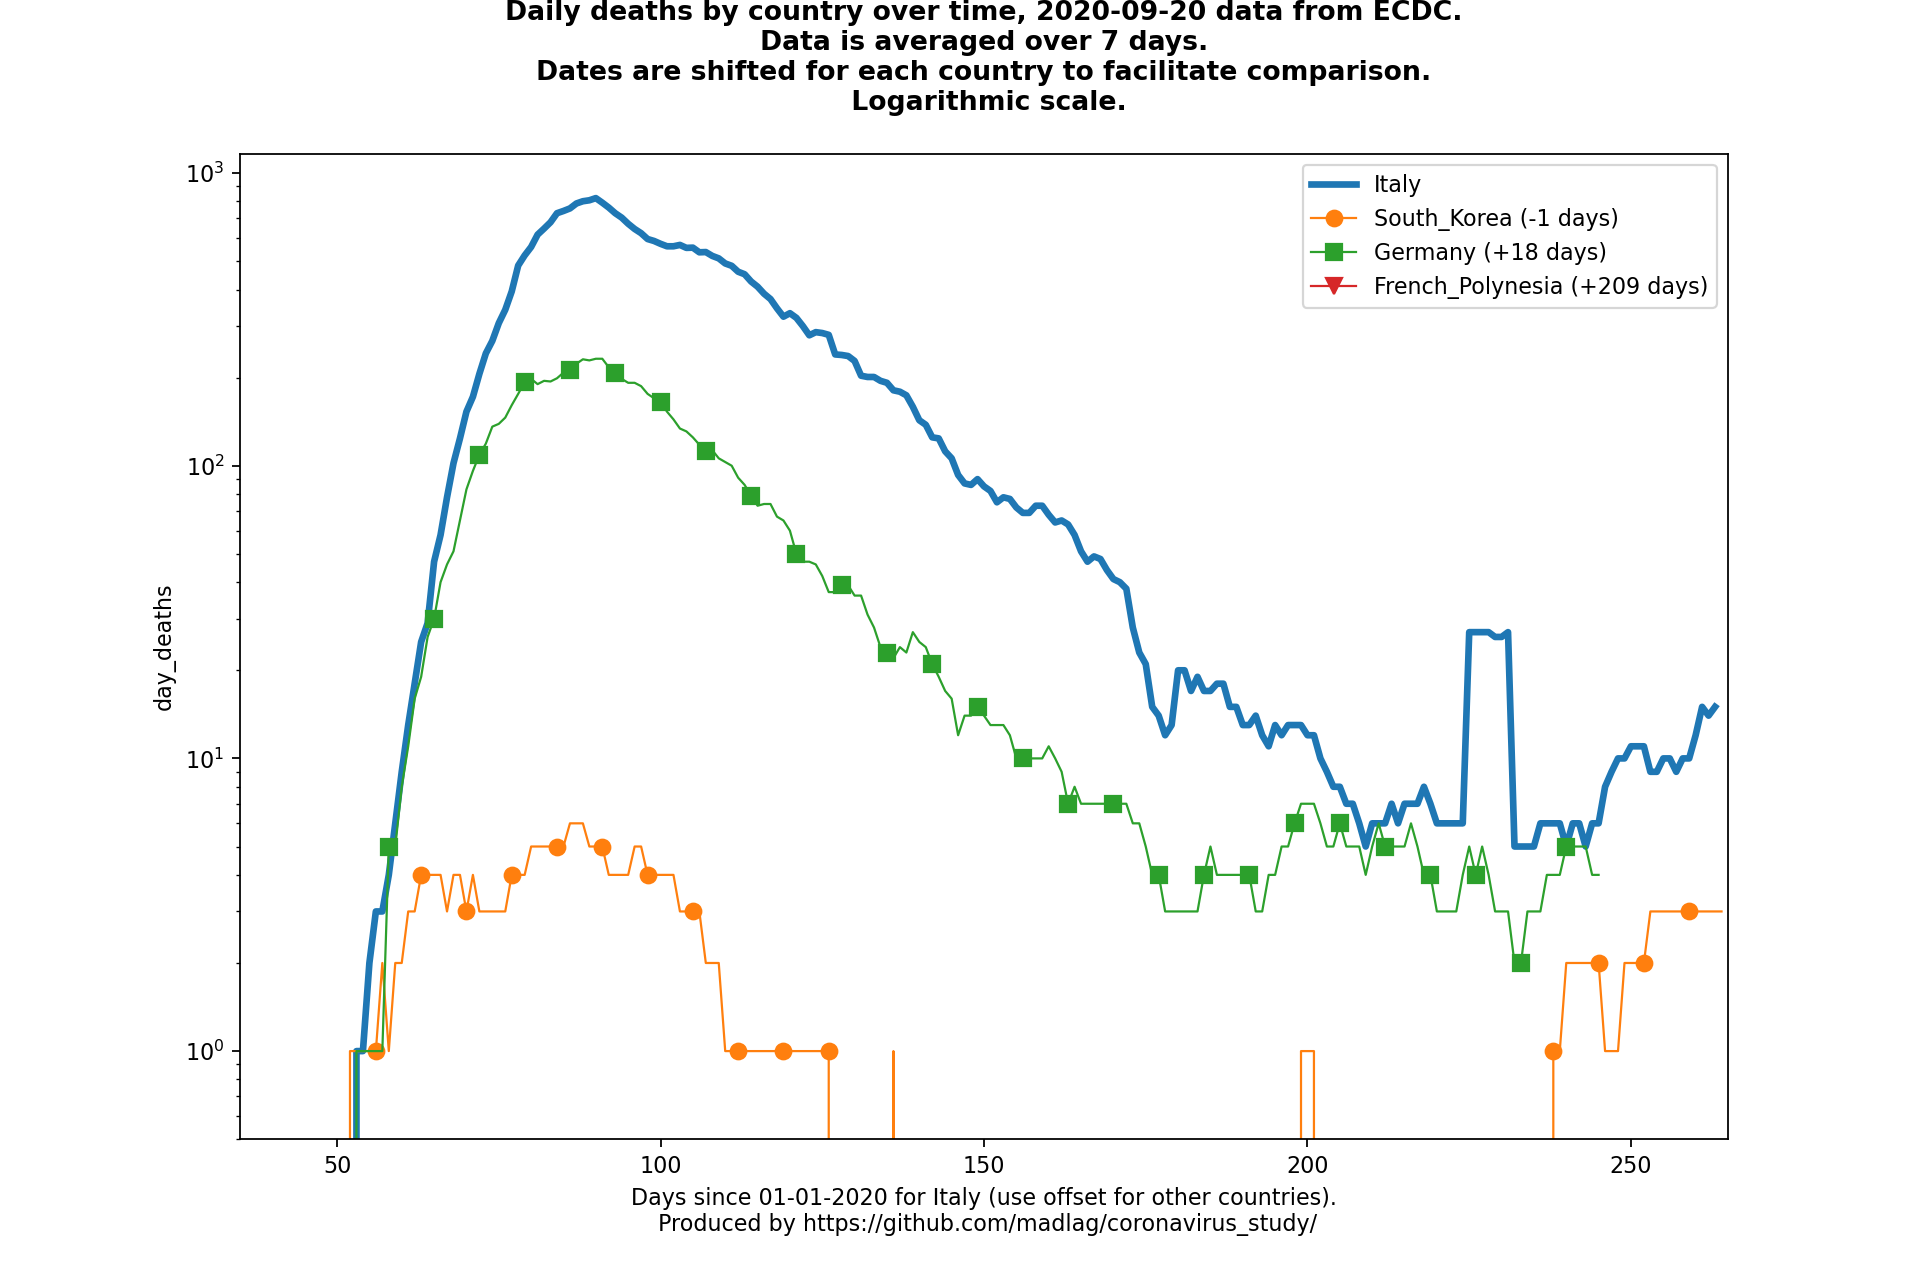 Daily deaths by country over time, 2020-09-20 data from ECDC.
Data is averaged over 7 days.
Dates are shifted for each country to facilitate comparison.
Logarithmic scale.
Italy
South_Korea (-1 days)
Germany (+18 days)
French_Polynesia (+209 days)
10³
10²
10¹
10⁰
day_deaths
50 100 150 200 250
Days since 01-01-2020 for Italy (use offset for other countries).
Produced by https://github.com/madlag/coronavirus_study/